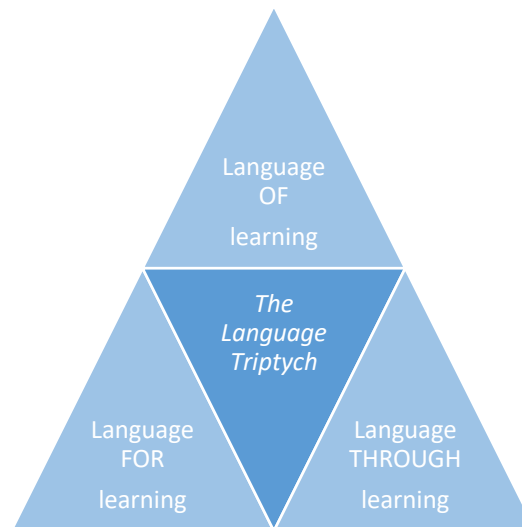 Language
OF
learning
The
Language
Triptych
Language
FOR
learning
Language
THROUGH
learning